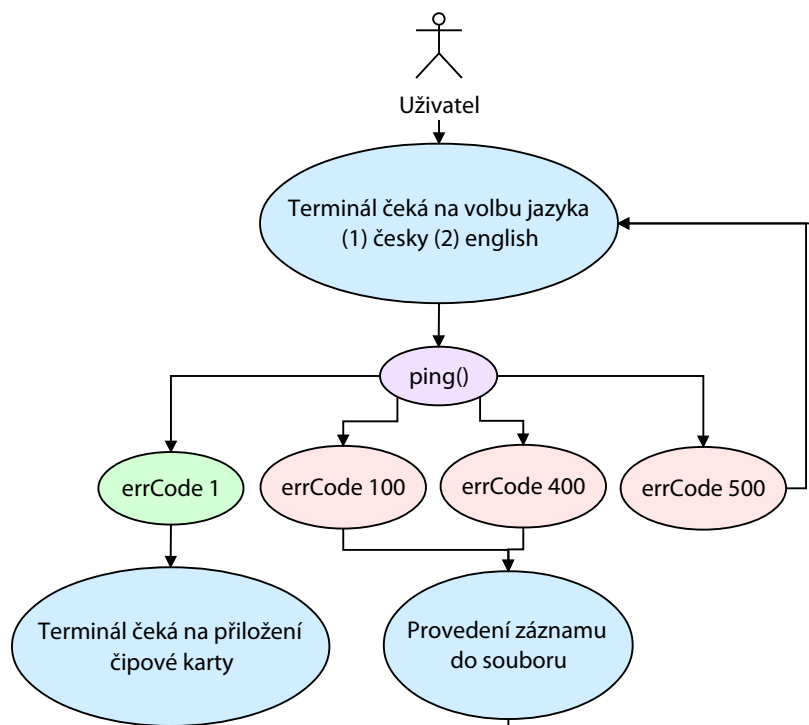 Uživatel
Terminál čeká na volbu jazyka
(1) česky (2) english
ping()
errCode 1
errCode 100
errCode 400
errCode 500
Terminál čeká na přiložení
čipové karty
Provedení záznamu
do souboru